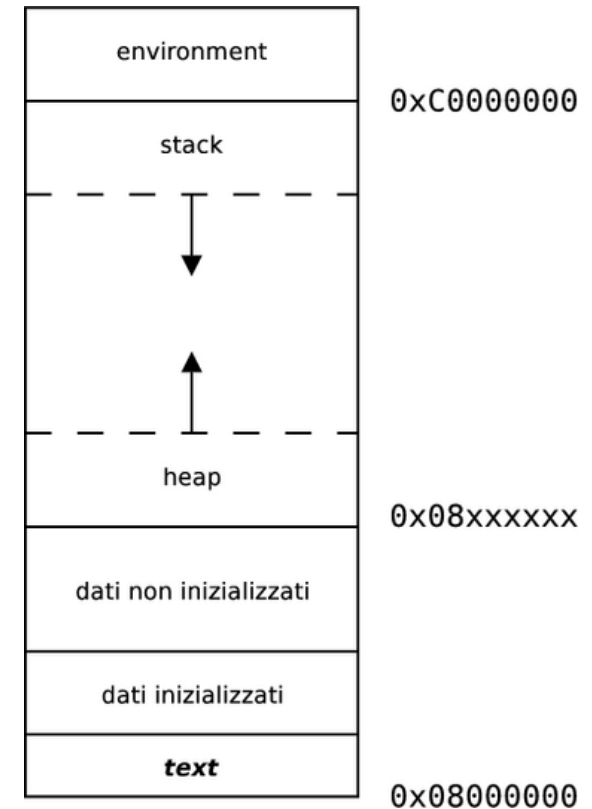 environment
0xC0000000
stack
heap
0x08xxxxxx
dati non inizializzati
dati inizializzati
text
0x08000000